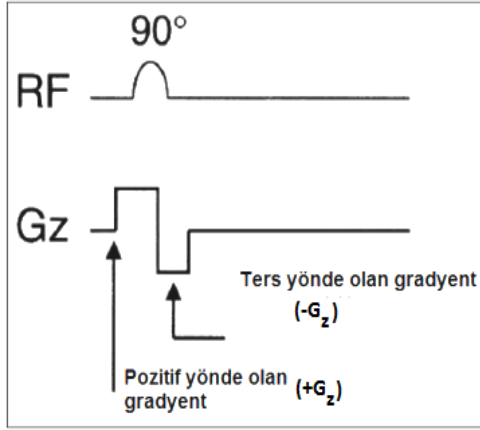 90°
RF
Gz
Ters yönde olan gradyent
(-Gz)
Pozitif yönde olan (+Gz)
gradyent